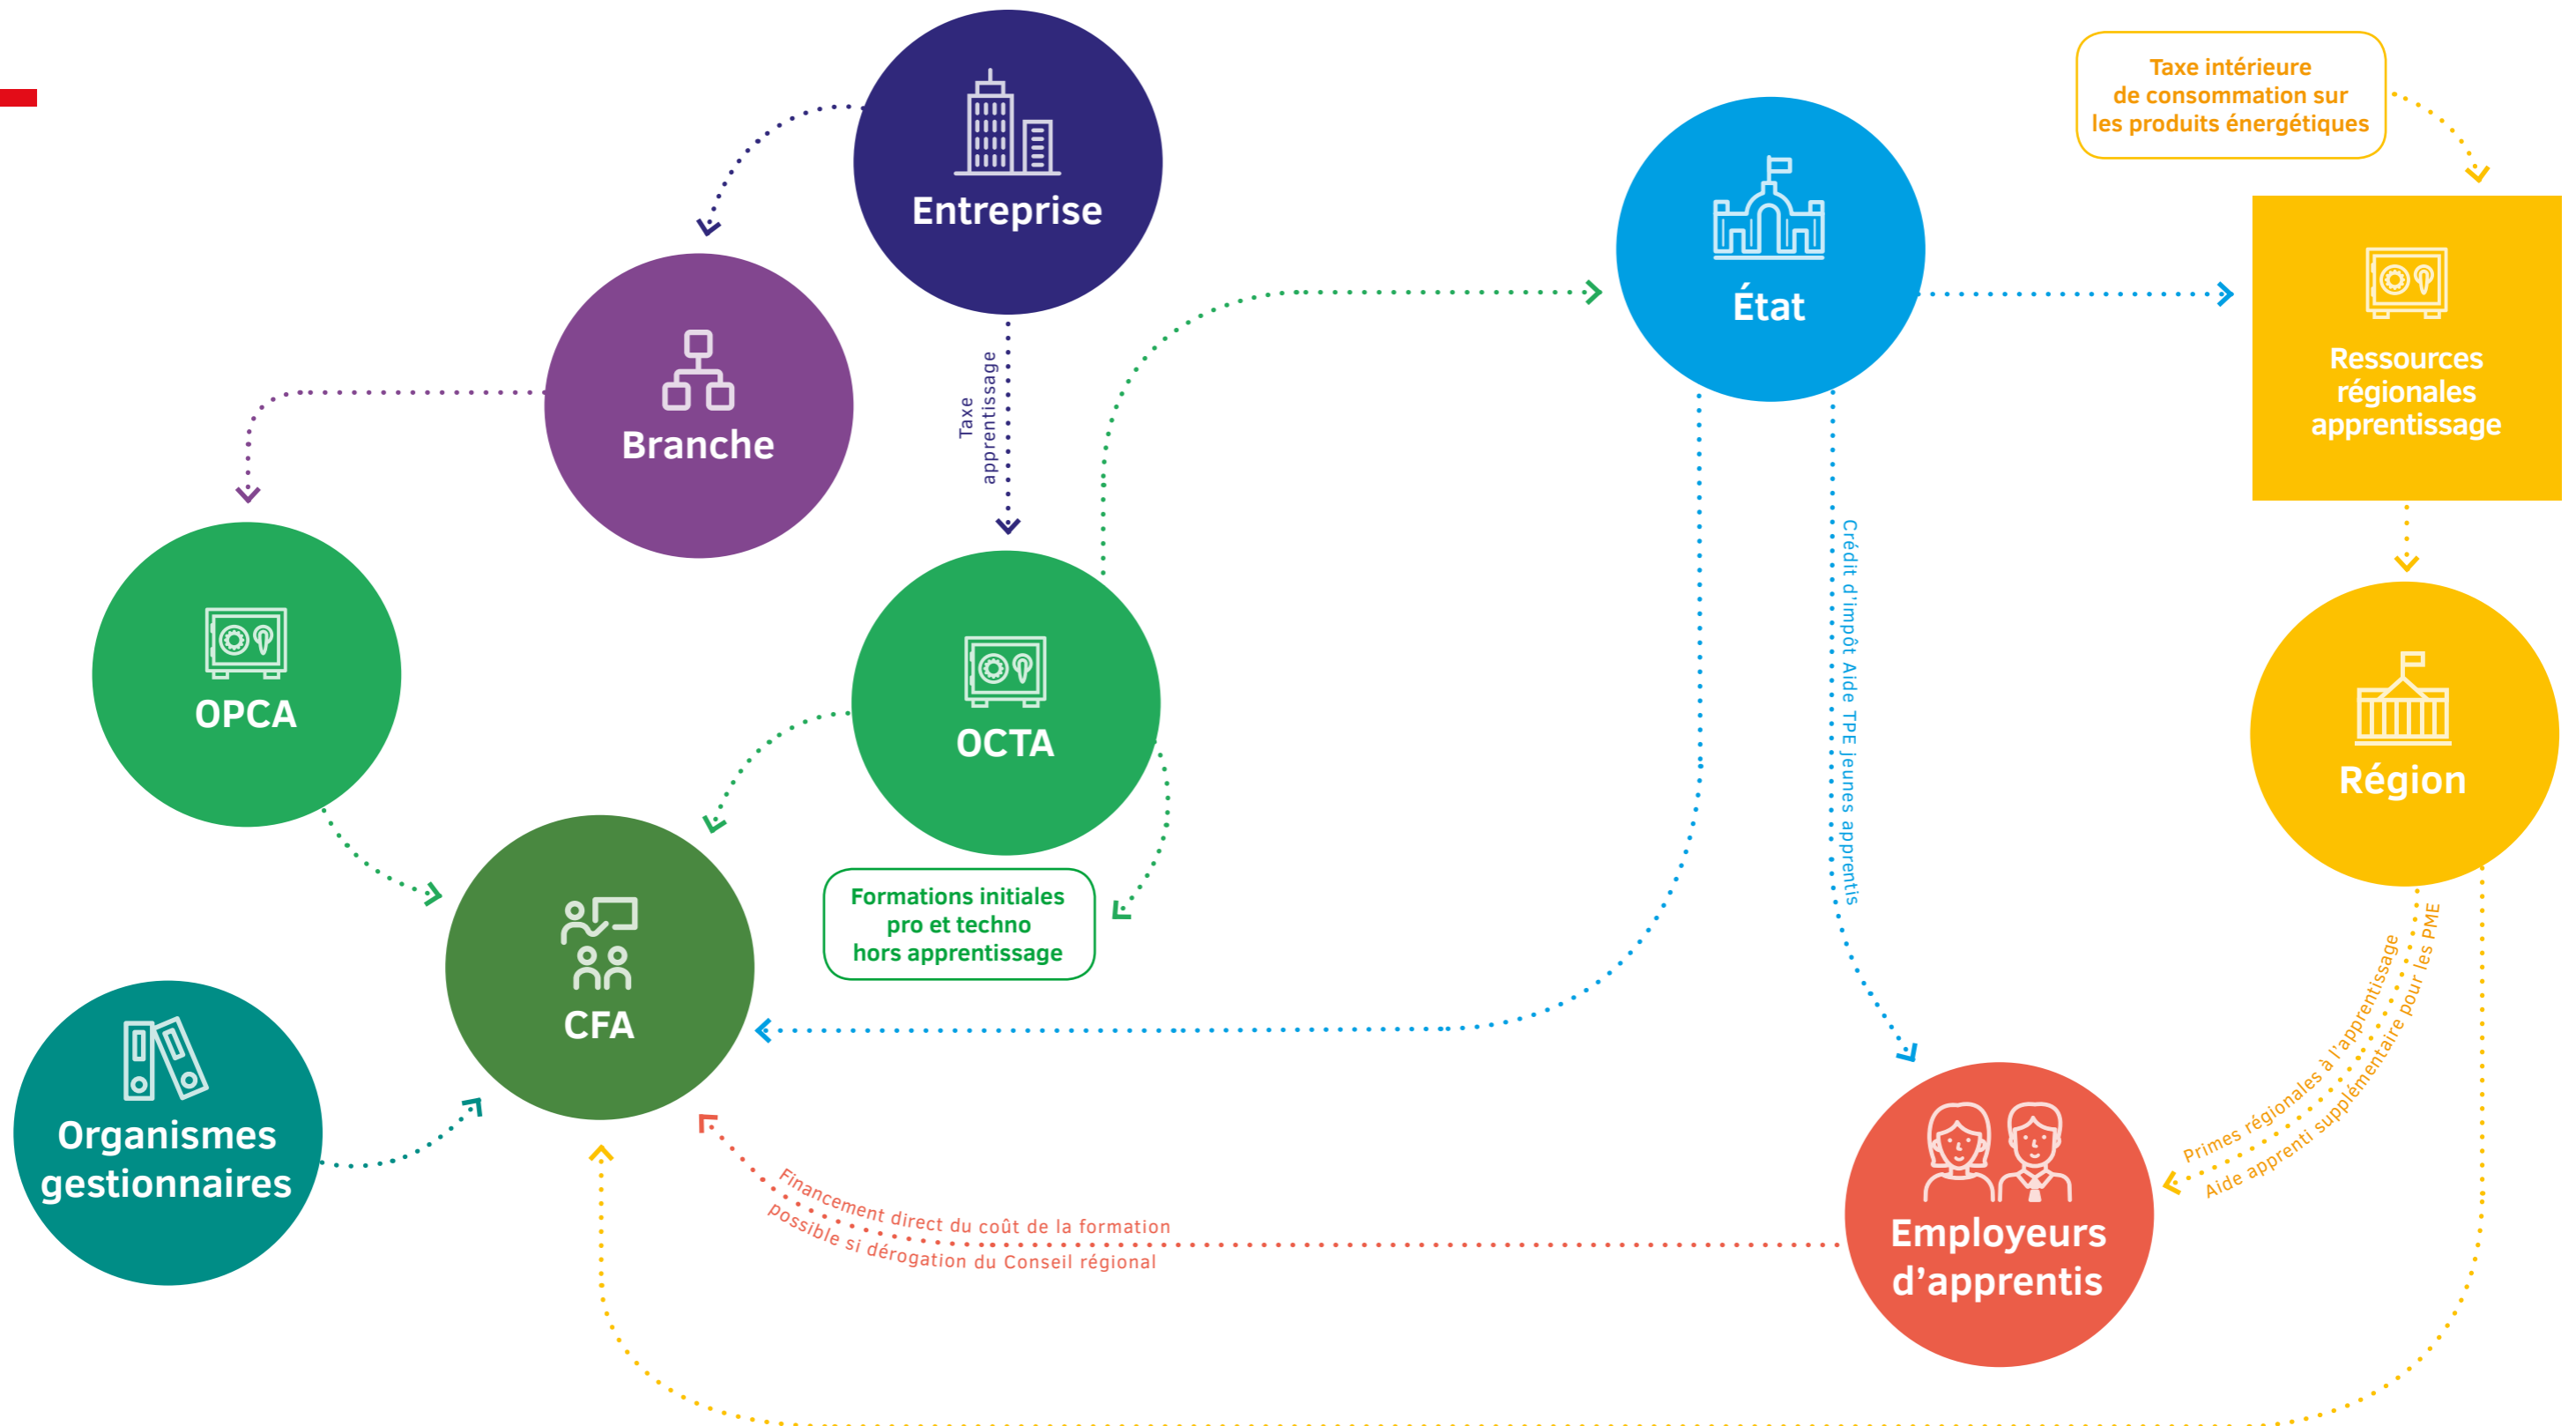 Taxe intérieure
de consommation sur
les produits énergétiques
Entreprise
État
Ressources
régionales
apprentissage
Branche
Taxe
apprentissage
OPCA
OCTA
Crédit d'impôt Aide TPE jeunes apprentis
Région
Formations initiales
pro et techno
hors apprentissage
CFA
Primes régionales à l'apprentissage
Aide apprenti supplémentaire pour les PME
Organismes
gestionnaires
Financement direct du coût de la formation
possible si dérogation du Conseil régional
Employeurs
d'apprentis